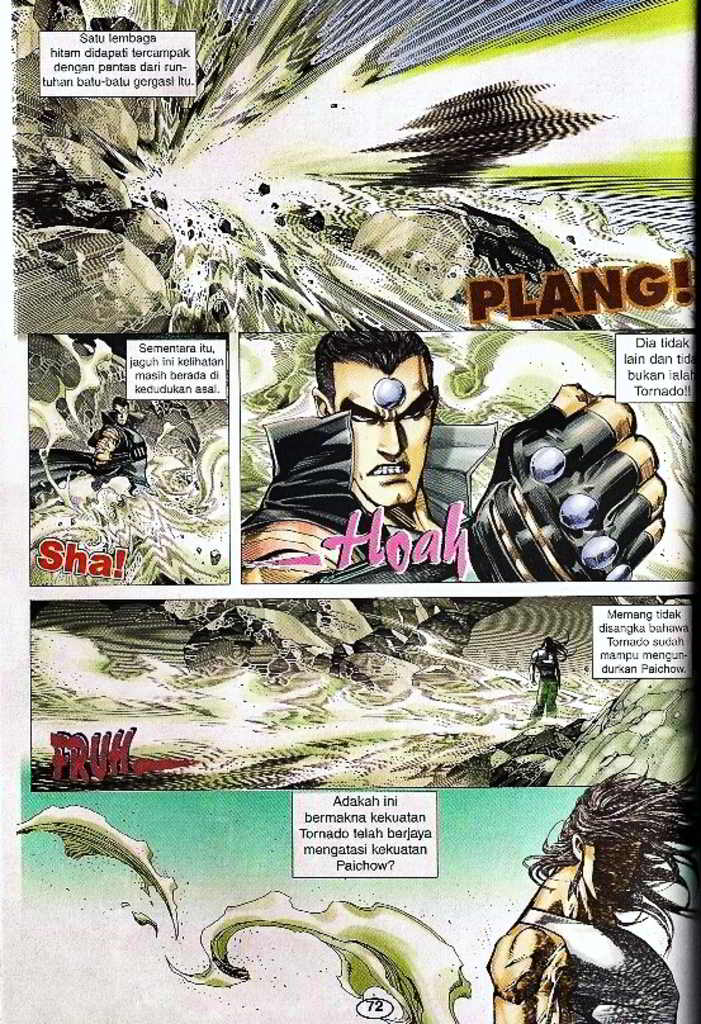 Satu lembaga
hitam didapati tercampak
dengan pantas dari run-
tuhan batu-batu gergasi itu.
PLANG!
Sementara itu,
jaguh ini kelihatan
masih berada di
kedudukan asal.
Sha!
Dia tidak
lain dan tida
bukan ialah
Tornado!!
Hoah
Memang tidak
disangka bahawa
Tornado sudah
mampu mengun-
durkan Paichow.
FRUH
Adakah ini
bermakna kekuatan
Tornado telah berjaya
mengatasi kekuatan
Paichow?
72